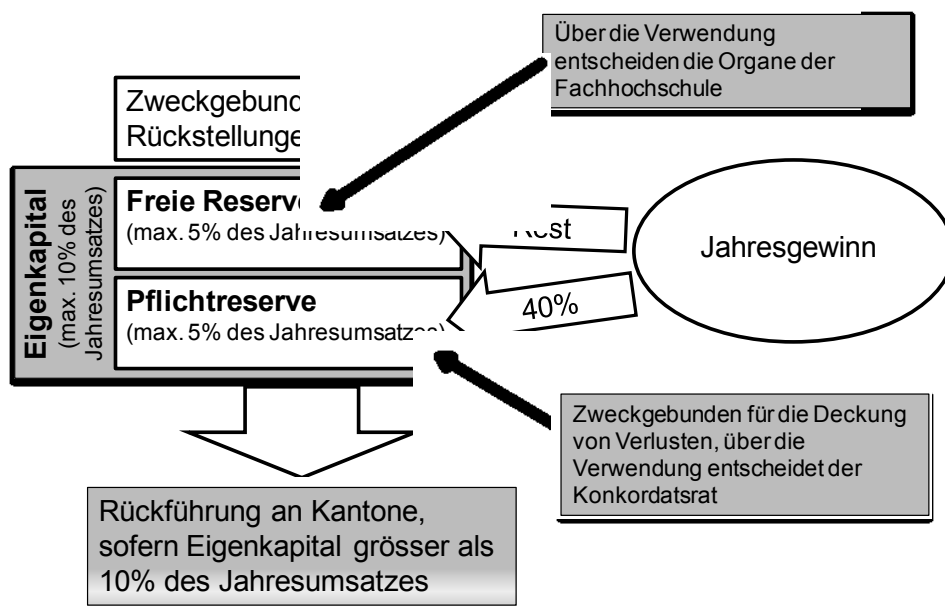 Über die Verwendung
entscheiden die Organe der
Fachhochschule
Zweckgebund
Rückstellunge
Eigenkapital
(max. 10% des
Jahresumsatzes)
Freie Reserve
(max. 5% des Jahresumsatzes)
Rest
Jahresgewinn
Pflichtreserve
(max. 5% des Jahresumsatzes)
40%
Zweckgebunden für die Deckung
von Verlusten, über die
Verwendung entscheidet der
Konkordatsrat
Rückführung an Kantone,
sofern Eigenkapital grösser als
10% des Jahresumsatzes